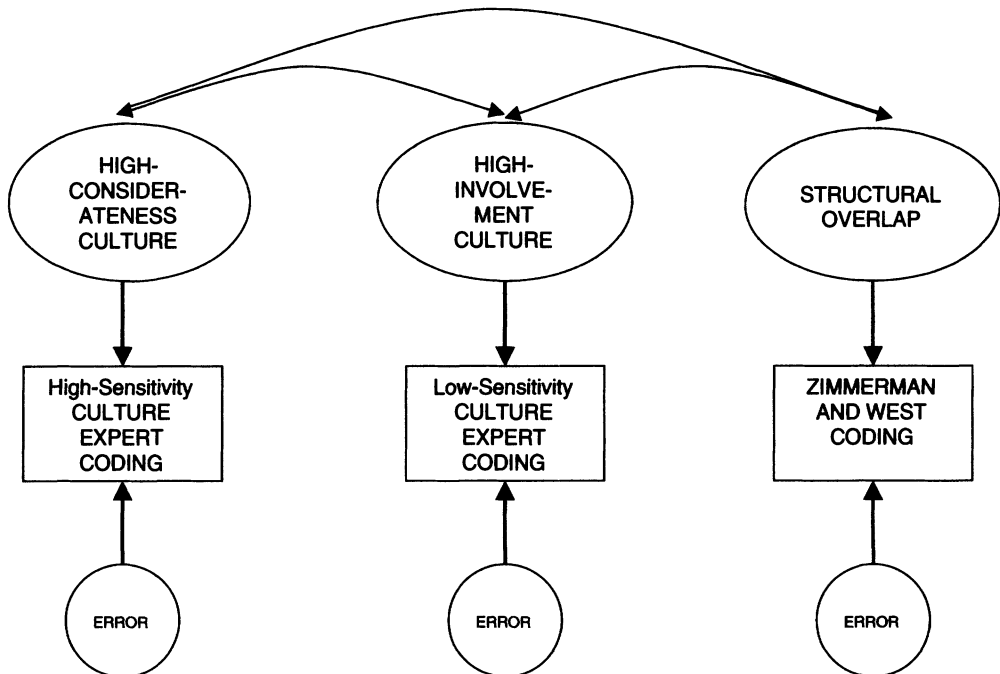 HIGH-
CONSIDER-
ATENESS
CULTURE
HIGH-
INVOLVE-
MENT
CULTURE
STRUCTURAL
OVERLAP
High-Sensitivity
CULTURE
EXPERT
CODING
Low-Sensitivity
CULTURE
EXPERT
CODING
ZIMMERMAN
AND WEST
CODING
ERROR
ERROR
ERROR